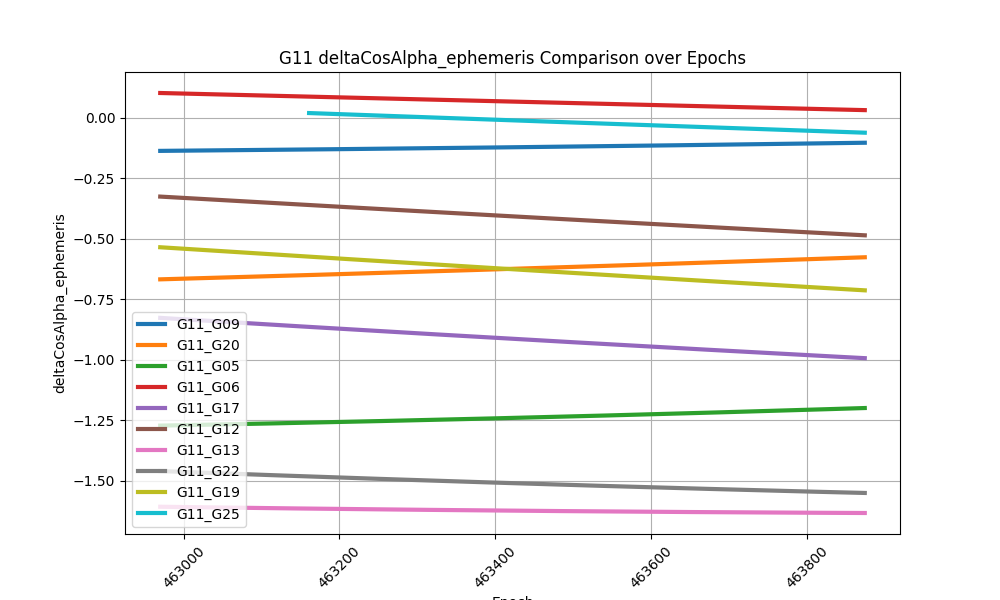 G11 deltaCosAlpha_ephemeris Comparison over Epochs
deltaCosAlpha_ephemeris
0.00
−0.25
−0.50
−0.75
−1.00
−1.25
−1.50
G11_G09
G11_G20
G11_G05
G11_G06
G11_G17
G11_G12
G11_G13
G11_G22
G11_G19
G11_G25
463000
463200
463400
463600
463800
Epoch